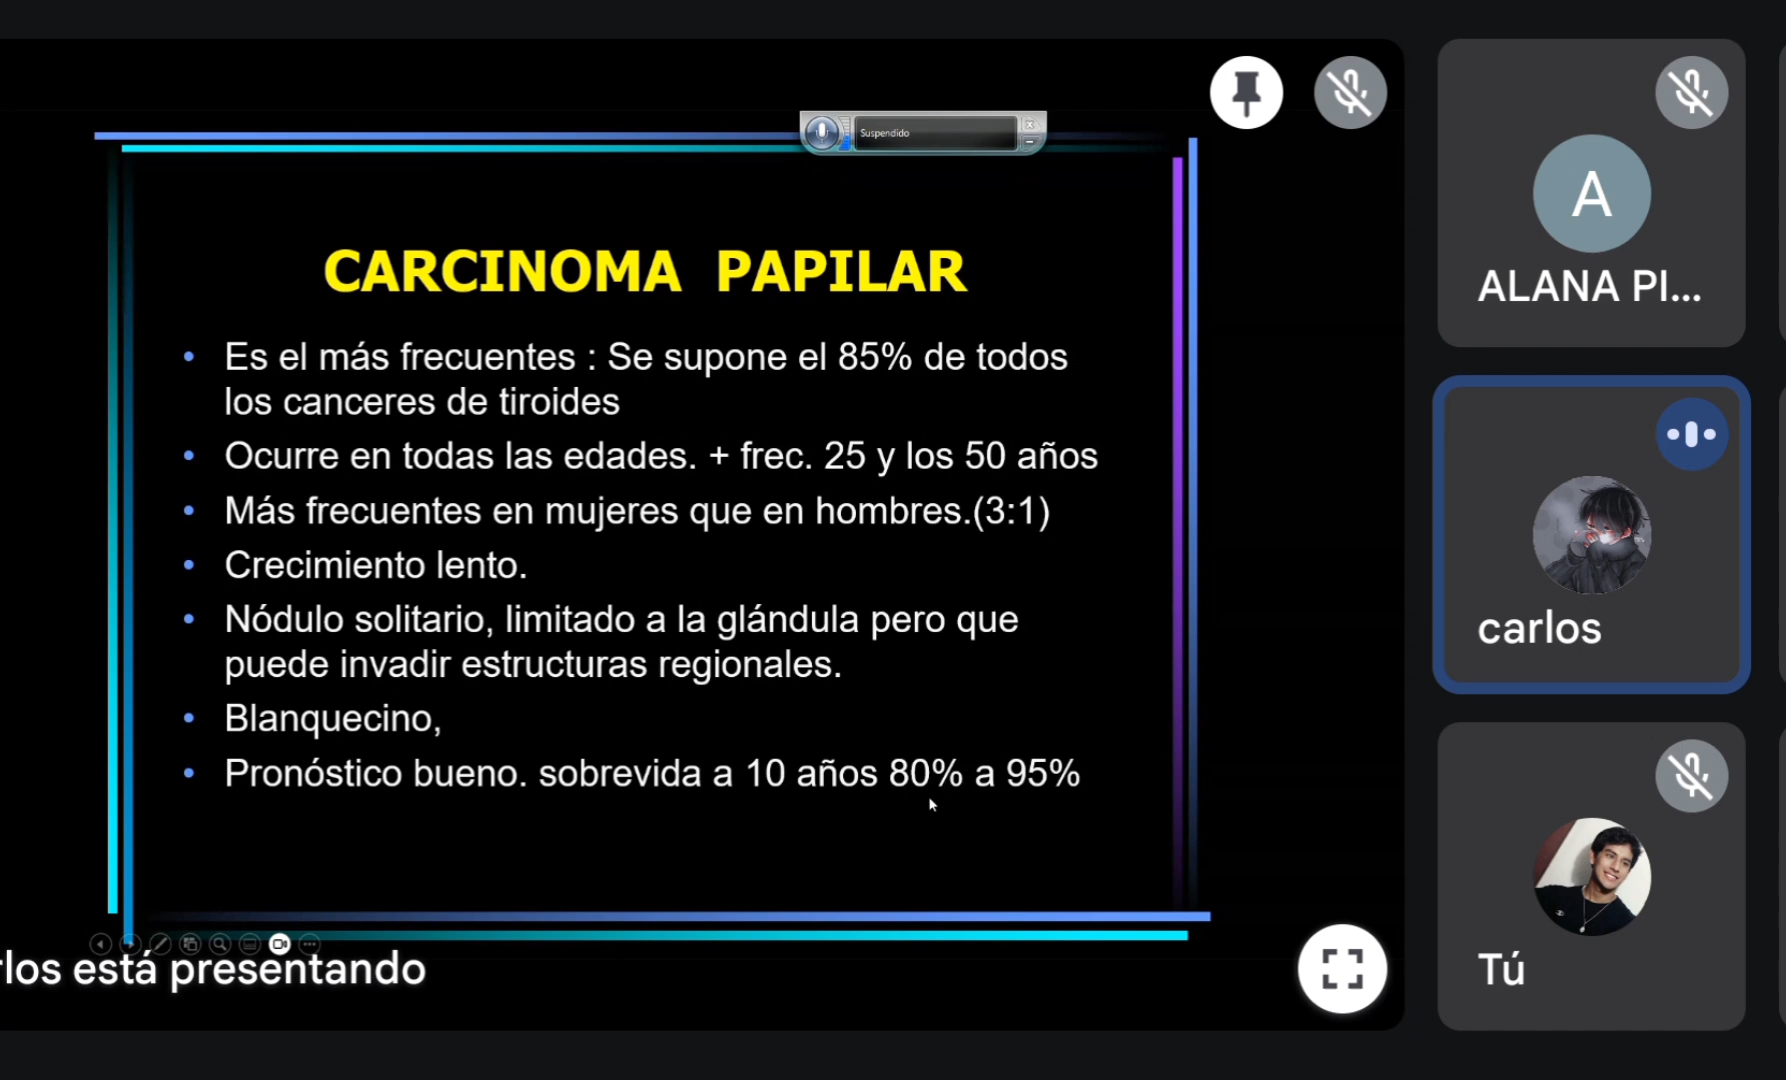 Suspendido
CARCINOMA PAPILAR
• Es el más frecuentes : Se supone el 85% de todos
los canceres de tiroides
• Ocurre en todas las edades. + frec. 25 y los 50 años
• Más frecuentes en mujeres que en hombres.(3:1)
• Crecimiento lento.
• Nódulo solitario, limitado a la glándula pero que
puede invadir estructuras regionales.
• Blanquecino,
• Pronóstico bueno. sobrevida a 10 años 80% a 95%
rlos está presentando
A
ALANA PI...
carlos
Tú